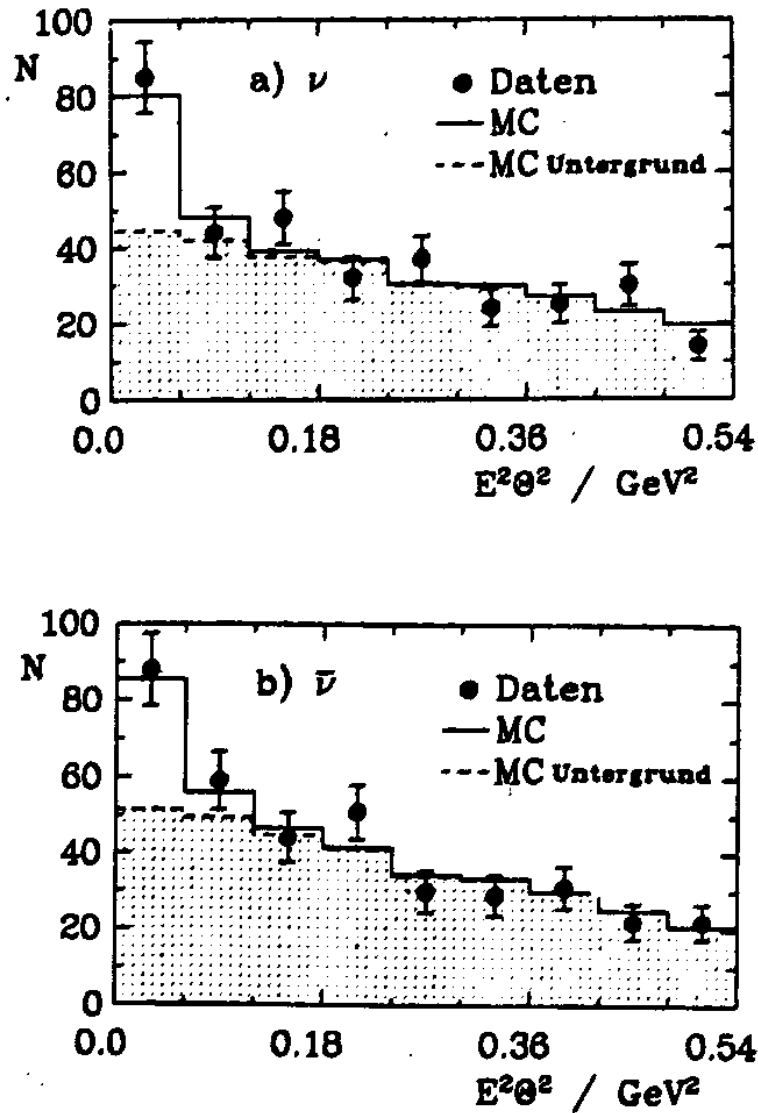 100
N
80
60
40
20
0
a) ν
Daten
MC
MC Untergrund
0.0 0.18 0.36 0.54
E²Θ² / GeV²
100
N
80
60
40
20
0
b) ν̄
Daten
MC
MC Untergrund
0.0 0.18 0.36 0.54
E²Θ² / GeV²